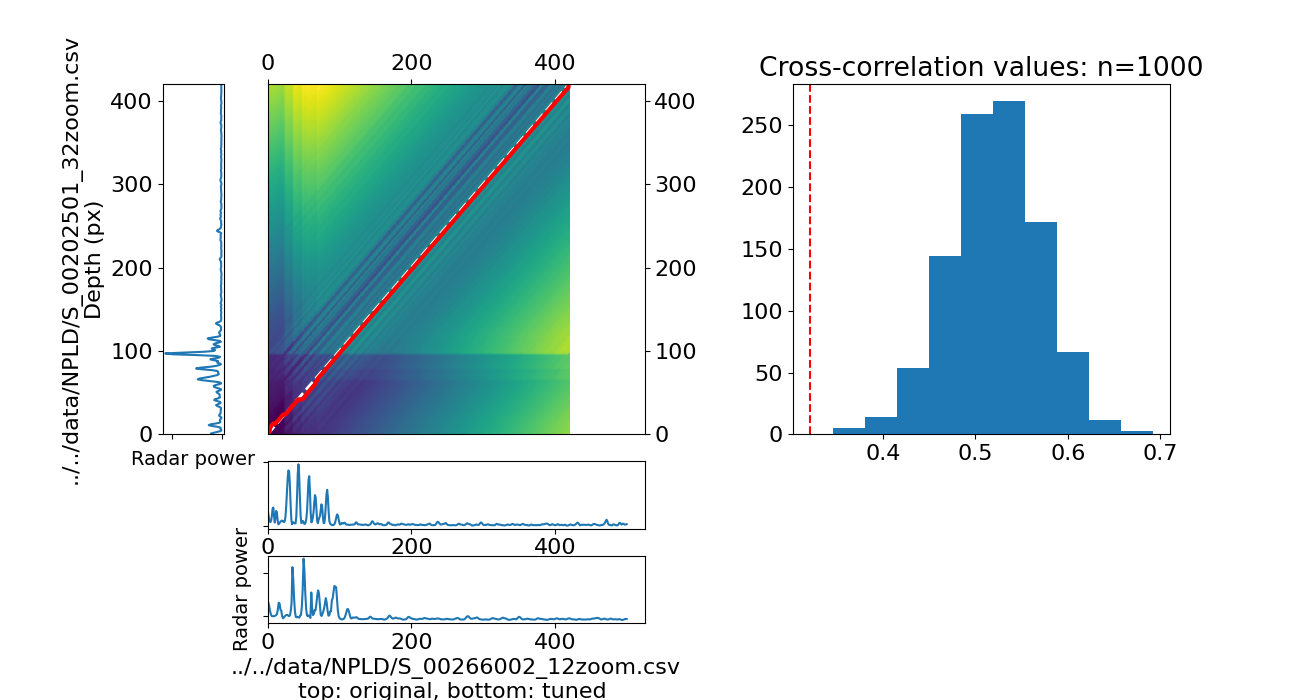 0 200 400
Cross-correlation values: n=1000
../../data/NPLD/S_00202501_32zoom.csv
Depth (px)
400
300
200
100
0
400
300
200
100
0
250
200
150
100
50
0
0.4 0.5 0.6 0.7
Radar power
0 200 400
Radar power
0 200 400
../../data/NPLD/S_00266002_12zoom.csv
top: original, bottom: tuned